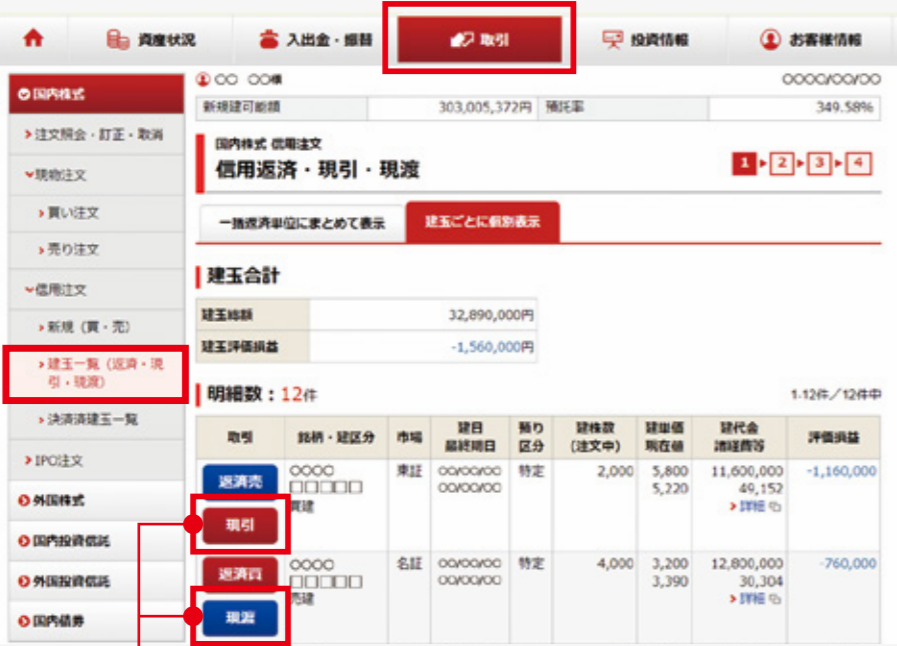 資産状況
入出金・振替
取引
投資情報
お客様情報
国内株式
注文照会・訂正・取消
現物注文
買い注文
売り注文
信用注文
新規（買・売）
建玉一覧（返済・現
引・現渡）
決済済建玉一覧
IPO注文
外国株式
国内投資信託
外国投資信託
国内債券
○○ ○○様
○○○○/○○/○○
新規建可能額 303,005,372円 預託率 349.58%
国内株式 信用注文
信用返済・現引・現渡
1 2 3 4
一括返済単位にまとめて表示
建玉ごとに個別表示
建玉合計
建玉総額 32,890,000円
建玉評価損益 -1,560,000円
明細数：12件
1-12件／12件中
取引 銘柄・建区分 市場 建日 最終期日 預り区分 建株数（注文中） 建単価 現在値 建代金 諸経費等 評価損益
返済売 ○○○○ 東証 ○○/○○/○○ 特定 2,000 5,800 11,600,000 -1,160,000
□□□□□ ○○/○○/○○ 5,220 49,152
買建 詳細
現引
返済買 ○○○○ 名証 ○○/○○/○○ 特定 4,000 3,200 12,800,000 -760,000
□□□□□ ○○/○○/○○ 3,390 30,304
売建 詳細
現渡